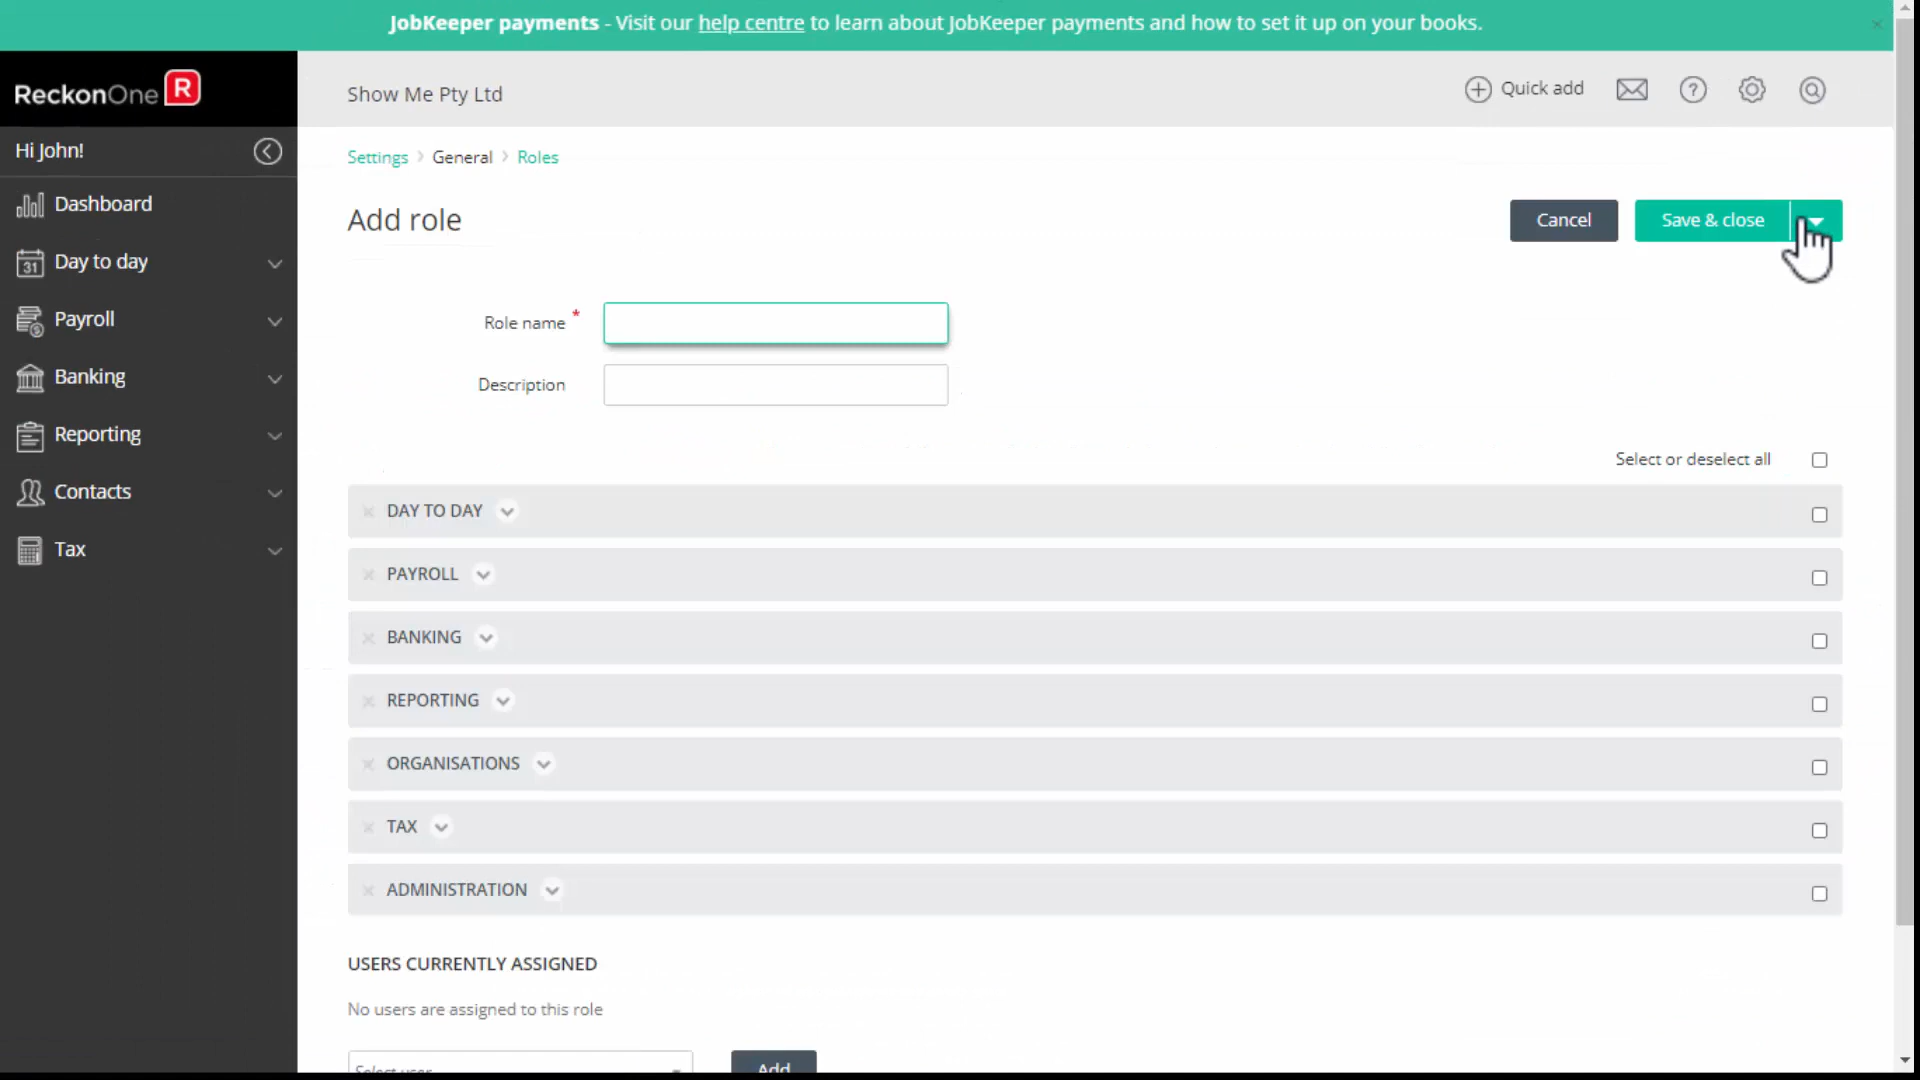 JobKeeper payments - Visit our help centre to learn about JobKeeper payments and how to set it up on your books.
ReckonOne R
Show Me Pty Ltd
Quick add
Hi John!
Settings > General > Roles
Dashboard
Add role
Cancel
Save & close
Day to day
Payroll
Role name *
Banking
Description
Reporting
Select or deselect all
Contacts
DAY TO DAY
Tax
PAYROLL
BANKING
REPORTING
ORGANISATIONS
TAX
ADMINISTRATION
USERS CURRENTLY ASSIGNED
No users are assigned to this role
Select user
Add